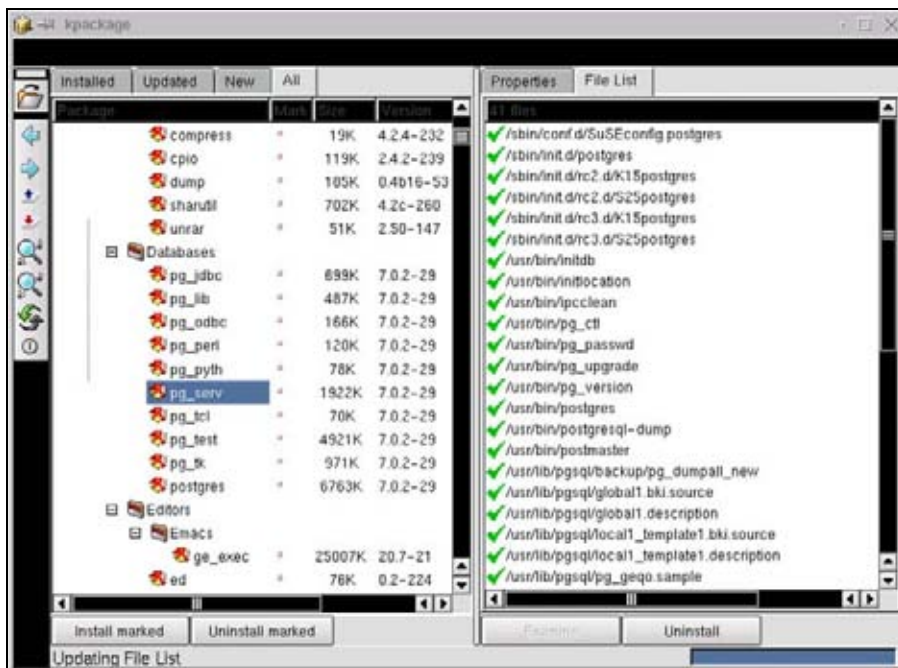 kpackage
Installed Updated New All
Package Mark Size Version
compress 19K 4.2.4-232
cpio 119K 2.4.2-239
dump 105K 0.4b16-53
sharutil 702K 4.2c-260
unrar 51K 2.50-147
Databases
pg_jdbc 699K 7.0.2-29
pg_lib 487K 7.0.2-29
pg_odbc 166K 7.0.2-29
pg_perl 120K 7.0.2-29
pg_pyth 78K 7.0.2-29
pg_serv 1922K 7.0.2-29
pg_tcl 70K 7.0.2-29
pg_test 4921K 7.0.2-29
pg_tk 971K 7.0.2-29
postgres 6763K 7.0.2-29
Editors
Emacs
ge_exec 25007K 20.7-21
ed 76K 0.2-224
Install marked Uninstall marked
Properties File List
41 files
/sbin/conf.d/SuSEconfig.postgres
/sbin/init.d/postgres
/sbin/init.d/rc2.d/K15postgres
/sbin/init.d/rc2.d/S25postgres
/sbin/init.d/rc3.d/K15postgres
/sbin/init.d/rc3.d/S25postgres
/usr/bin/initdb
/usr/bin/initlocation
/usr/bin/ipcclean
/usr/bin/pg_ctl
/usr/bin/pg_passwd
/usr/bin/pg_upgrade
/usr/bin/pg_version
/usr/bin/postgres
/usr/bin/postgresql-dump
/usr/bin/postmaster
/usr/lib/pgsql/backup/pg_dumpall_new
/usr/lib/pgsql/global1.bki.source
/usr/lib/pgsql/global1.description
/usr/lib/pgsql/local1_template1.bki.source
/usr/lib/pgsql/local1_template1.description
/usr/lib/pgsql/pg_geqo.sample
Uninstall
Updating File List